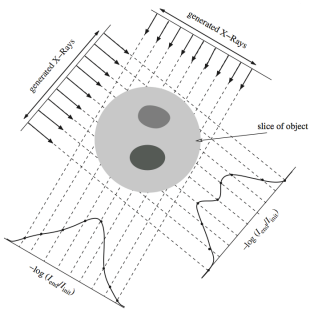 generated X–Rays
generated X–Rays
slice of object
–log (I_end/I_init)
–log (I_end/I_init)